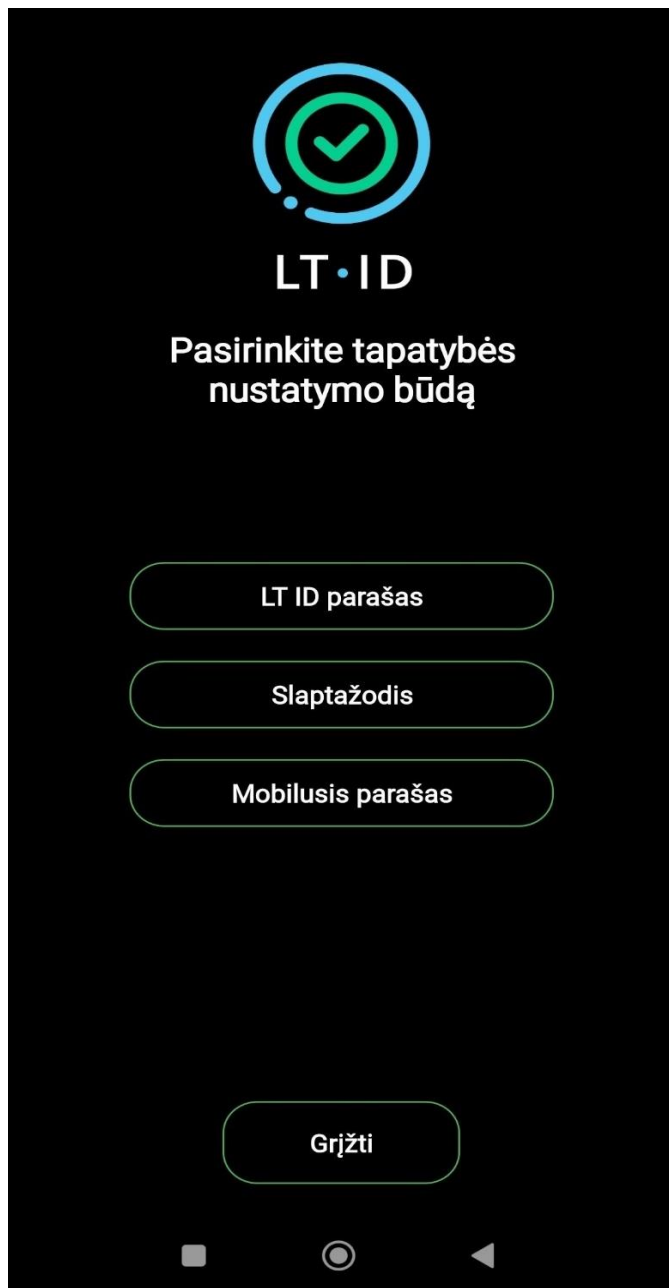 LT·ID
Pasirinkite tapatybės
nustatymo būdą
LT ID parašas
Slaptažodis
Mobilusis parašas
Grįžti